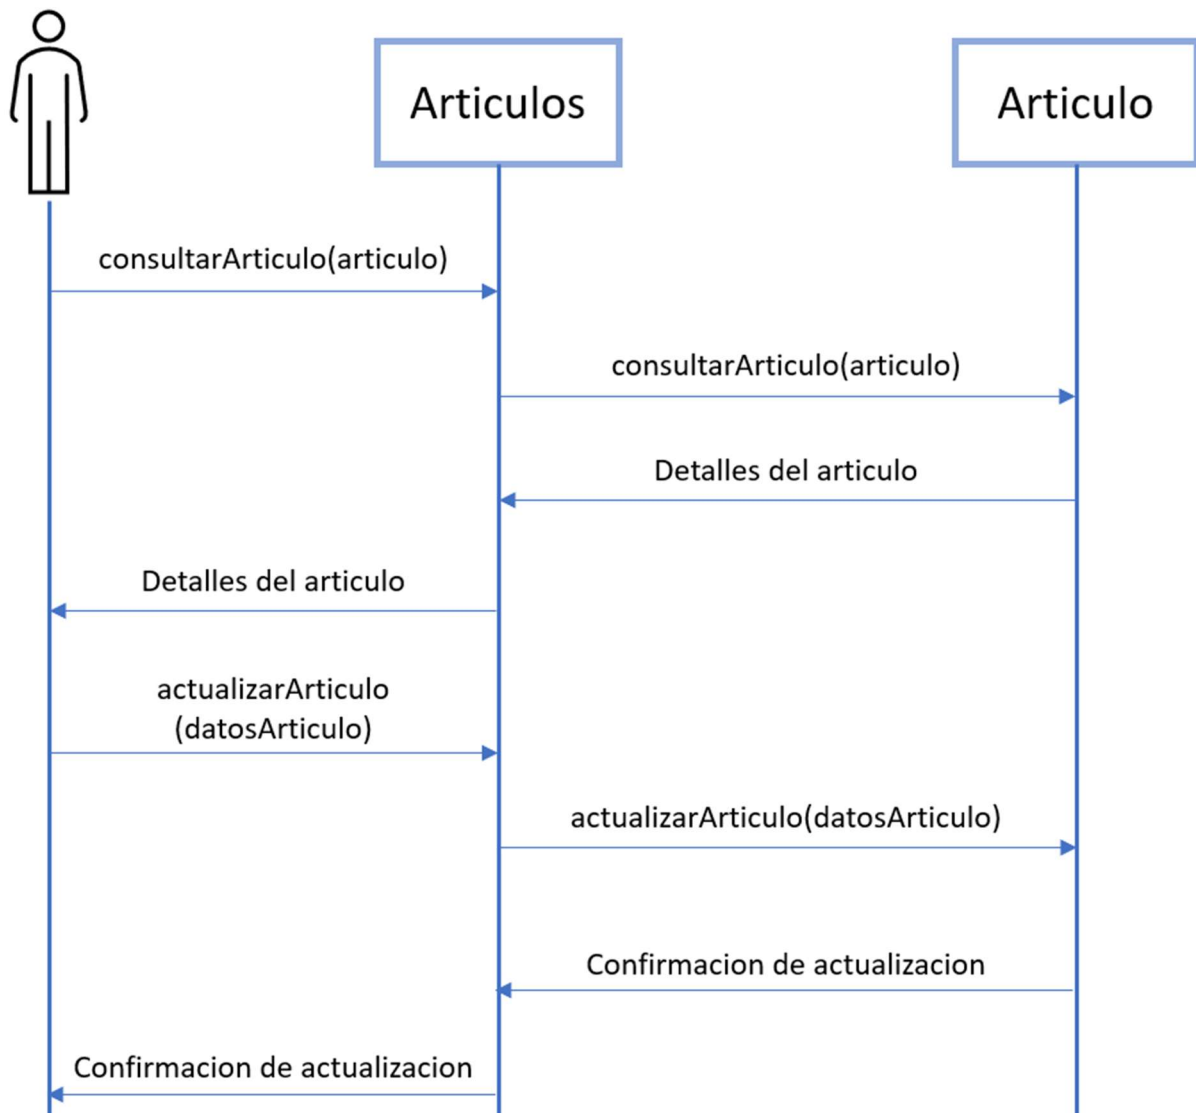 Articulos
Articulo
consultarArticulo(articulo)
consultarArticulo(articulo)
Detalles del articulo
Detalles del articulo
actualizarArticulo
(datosArticulo)
actualizarArticulo(datosArticulo)
Confirmacion de actualizacion
Confirmacion de actualizacion